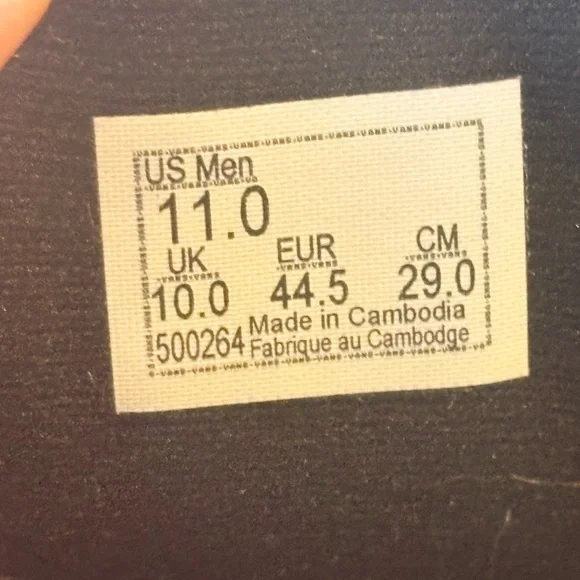 US Men
11.0
UK EUR CM
10.0 44.5 29.0
Made in Cambodia
500264 Fabrique au Cambodge